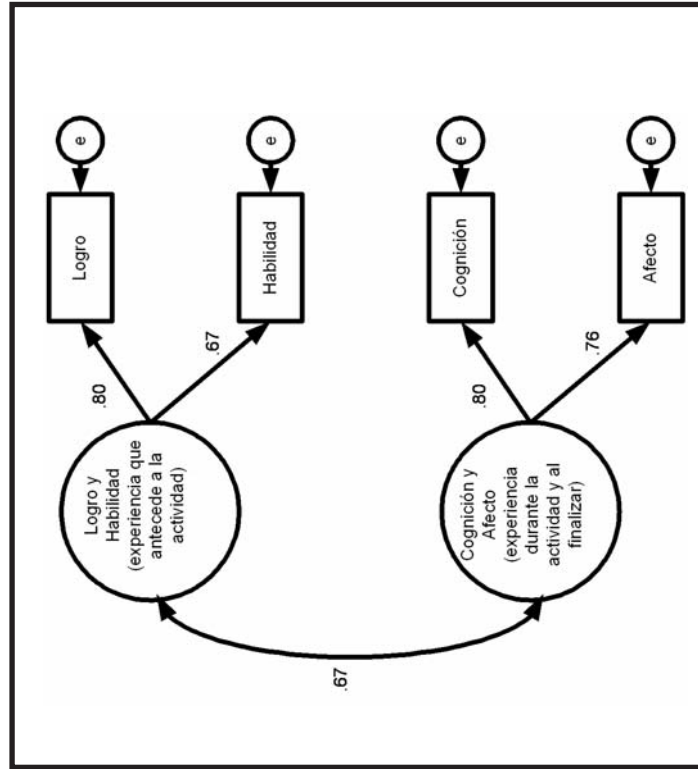 e
Logro
.80
Logro y
Habilidad
(experiencia que
antecede a la
actividad)
e
Habilidad
.67
.67
e
Cognición
.80
Cognición y
Afecto
(experiencia
durante la
actividad y al
finalizar)
e
Afecto
.76